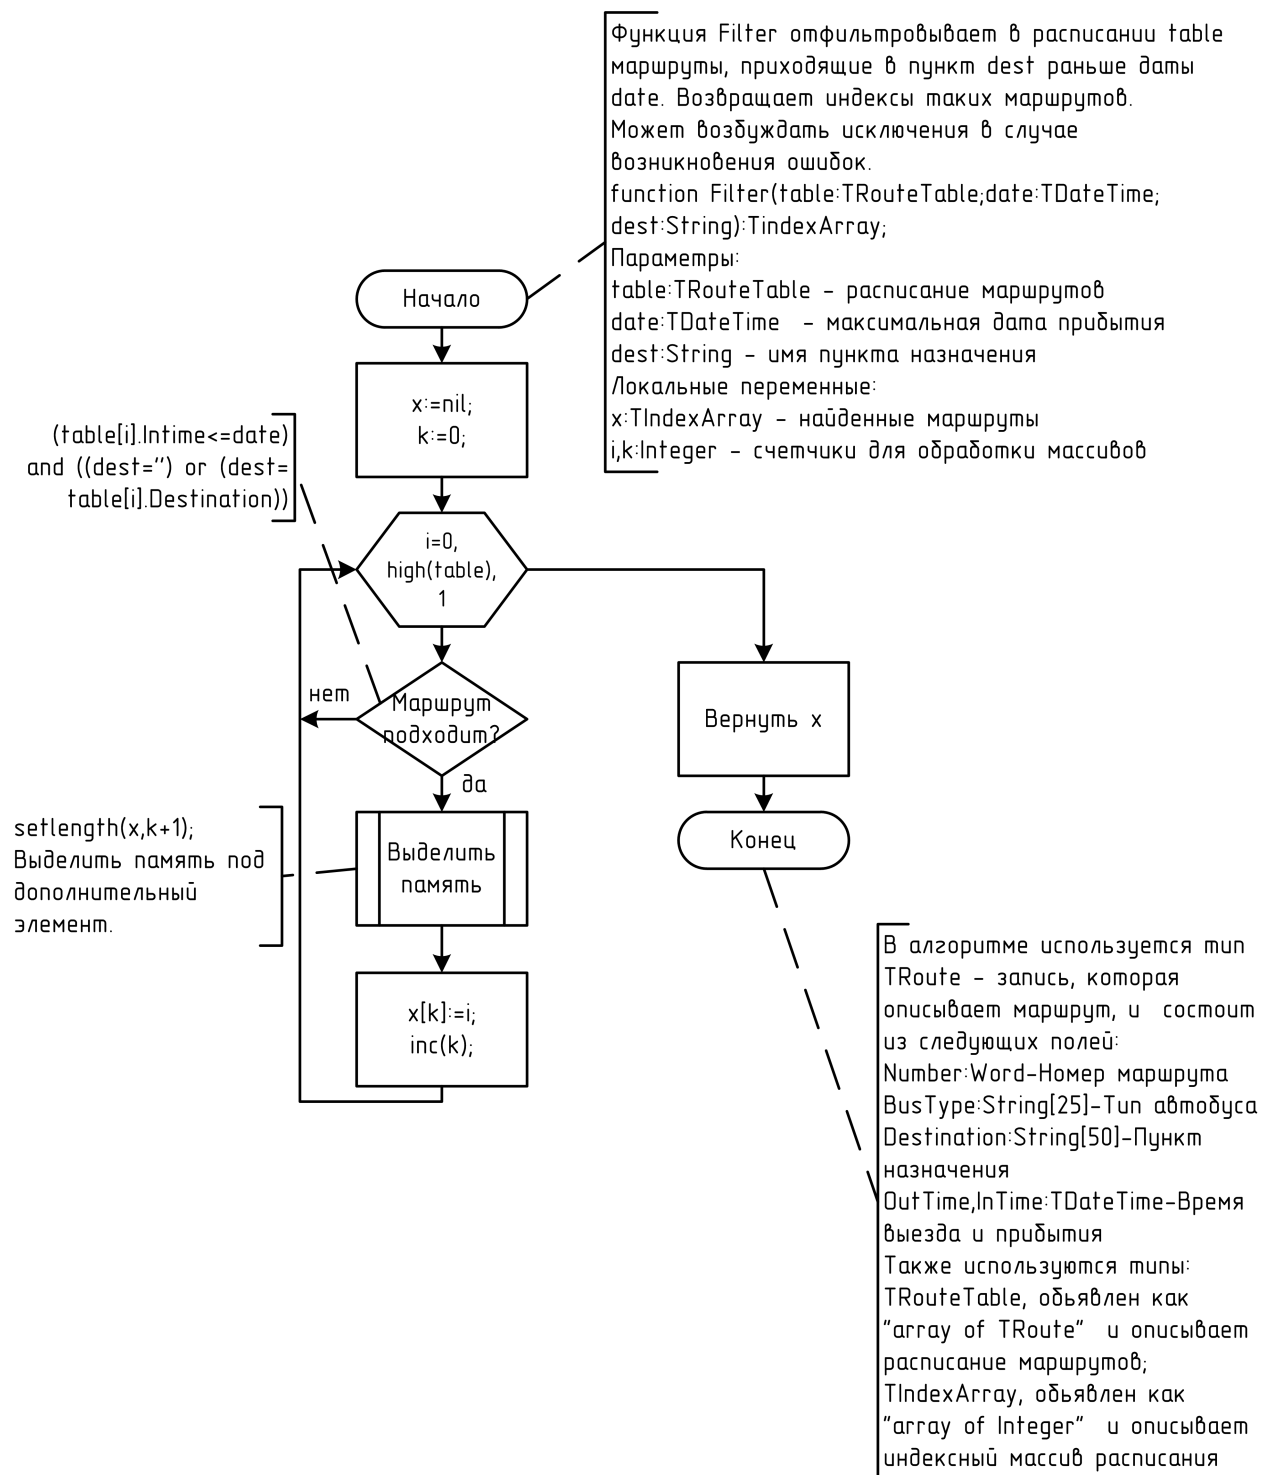 Функция Filter отфильтровывает в расписании table
маршруты, приходящие в пункт dest раньше даты
date. Возвращает индексы таких маршрутов.
Может возбуждать исключения в случае
возникновения ошибок.
function Filter(table:TRouteTable;date:TDateTime;
dest:String):TindexArray;
Параметры:
table:TRouteTable - расписание маршрутов
date:TDateTime  - максимальная дата прибытия
dest:String - имя пункта назначения
Локальные переменные:
x:TIndexArray - найденные маршруты
i,k:Integer - счетчики для обработки массивов
Начало
x:=nil;
k:=0;
(table[i].Intime<=date)
and ((dest='') or (dest=
table[i].Destination))
i=0,
high(table),
1
нет
Маршрут
подходит?
да
Вернуть x
setlength(x,k+1);
Выделить память под
дополнительный
элемент.
Выделить
память
Конец
x[k]:=i;
inc(k);
В алгоритме используется тип
TRoute - запись, которая
описывает маршрут, и  состоит
из следующих полей:
Number:Word-Номер маршрута
BusType:String[25]-Тип автобуса
Destination:String[50]-Пункт
назначения
OutTime,InTime:TDateTime-Время
выезда и прибытия
Также используются типы:
TRouteTable, обьявлен как
"array of TRoute"  и описывает
расписание маршрутов;
TIndexArray, обьявлен как
"array of Integer"  и описывает
индексный массив расписания